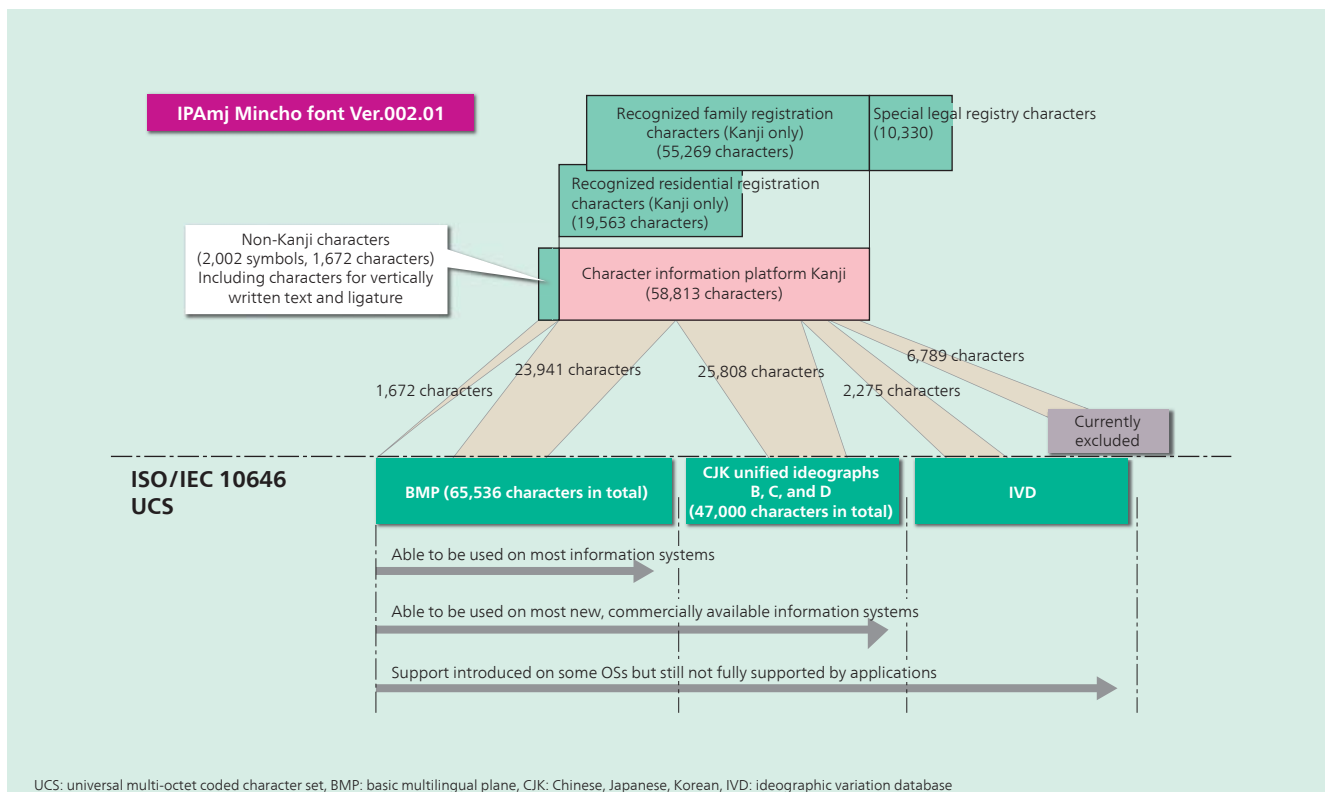 IPAmj Mincho font Ver.002.01
Recognized family registration
characters (Kanji only)
(55,269 characters)
Special legal registry characters
(10,330)
Recognized residential registration
characters (Kanji only)
(19,563 characters)
Non-Kanji characters
(2,002 symbols, 1,672 characters)
Including characters for vertically
written text and ligature
Character information platform Kanji
(58,813 characters)
1,672 characters
23,941 characters
25,808 characters
2,275 characters
6,789 characters
Currently
excluded
ISO/IEC 10646
UCS
BMP (65,536 characters in total)
CJK unified ideographs
B, C, and D
(47,000 characters in total)
IVD
Able to be used on most information systems
Able to be used on most new, commercially available information systems
Support introduced on some OSs but still not fully supported by applications
UCS: universal multi-octet coded character set, BMP: basic multilingual plane, CJK: Chinese, Japanese, Korean, IVD: ideographic variation database